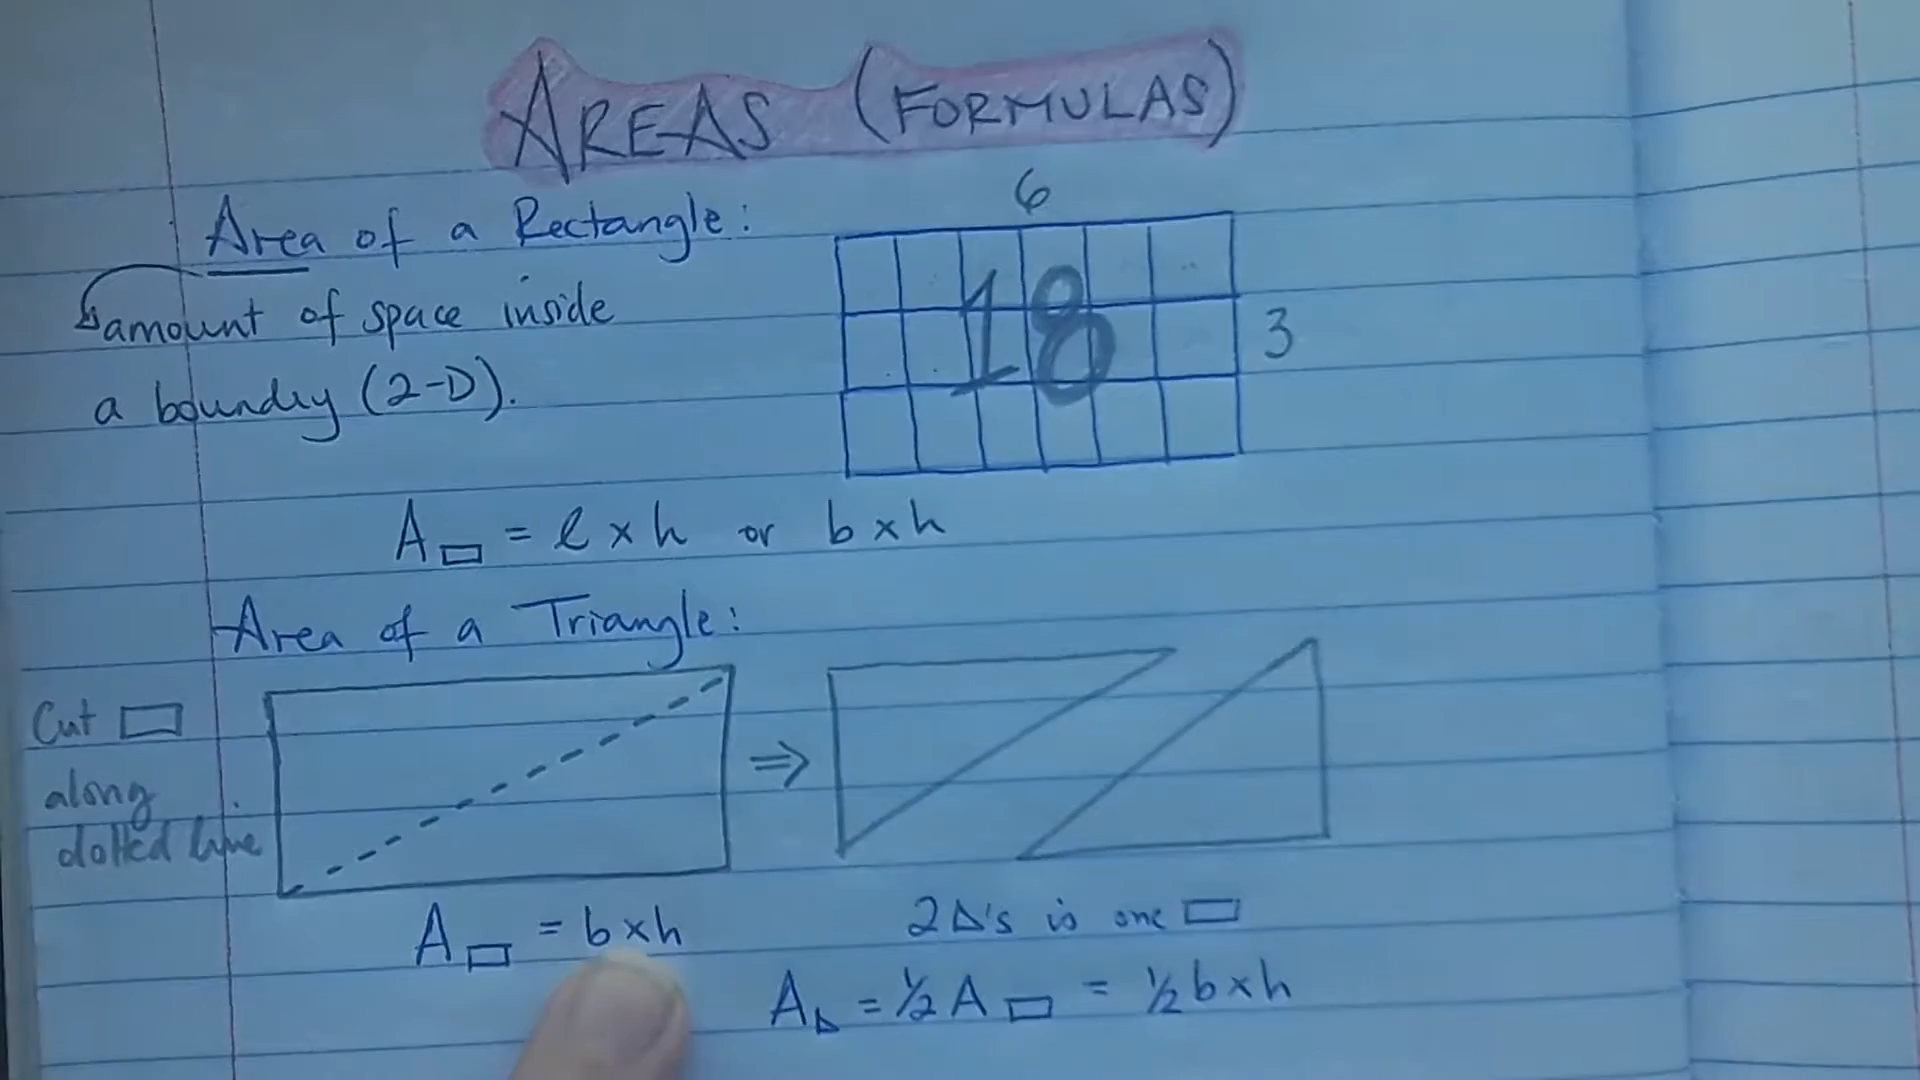 AREAS (FORMULAS)
Area of a Rectangle:
amount of space inside
a boundry (2-D).
6
18
3
A▭ = l x h or b x h
Area of a Triangle:
Cut ▭
along
dotted line
⇒
A▭ = b x h
2△'s is one ▭
A△ = 1/2 A▭ = 1/2 b x h